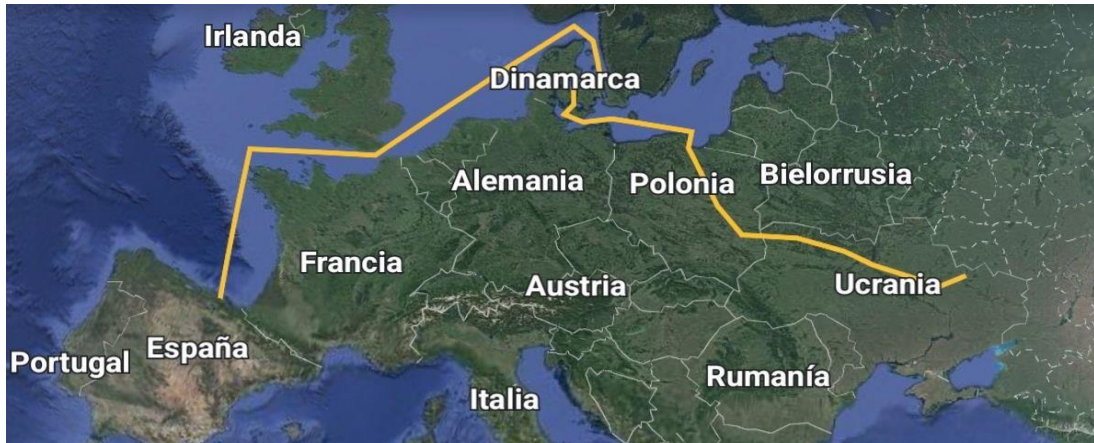 Irlanda
Dinamarca
Alemania
Polonia
Bielorrusia
Francia
Austria
Ucrania
España
Portugal
Rumanía
Italia